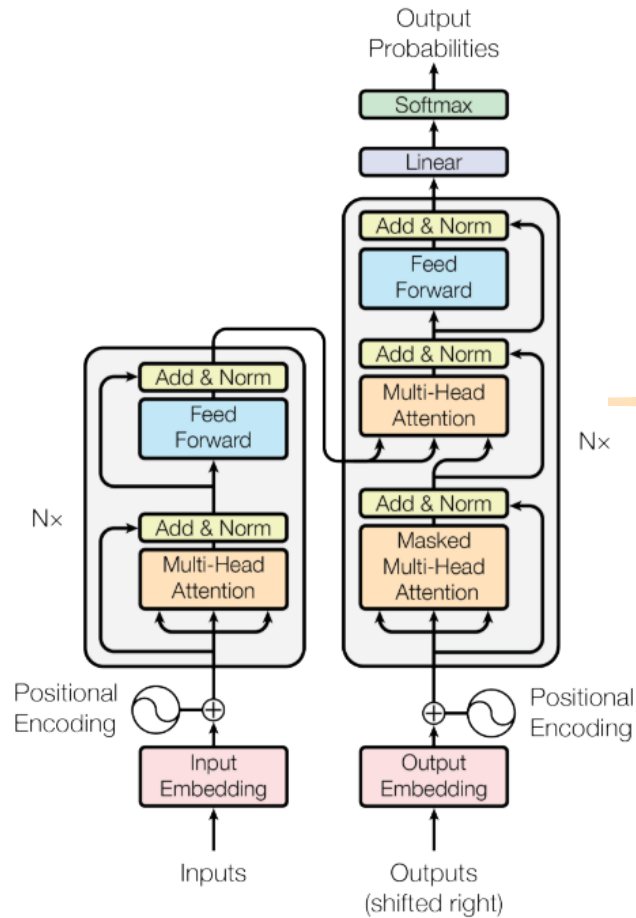 Output
Probabilities
Softmax
Linear
Add & Norm
Feed
Forward
Add & Norm
Multi-Head
Attention
Add & Norm
Masked
Multi-Head
Attention
Nx
Add & Norm
Feed
Forward
Add & Norm
Multi-Head
Attention
Nx
Positional
Encoding
Positional
Encoding
Input
Embedding
Output
Embedding
Inputs
Outputs
(shifted right)